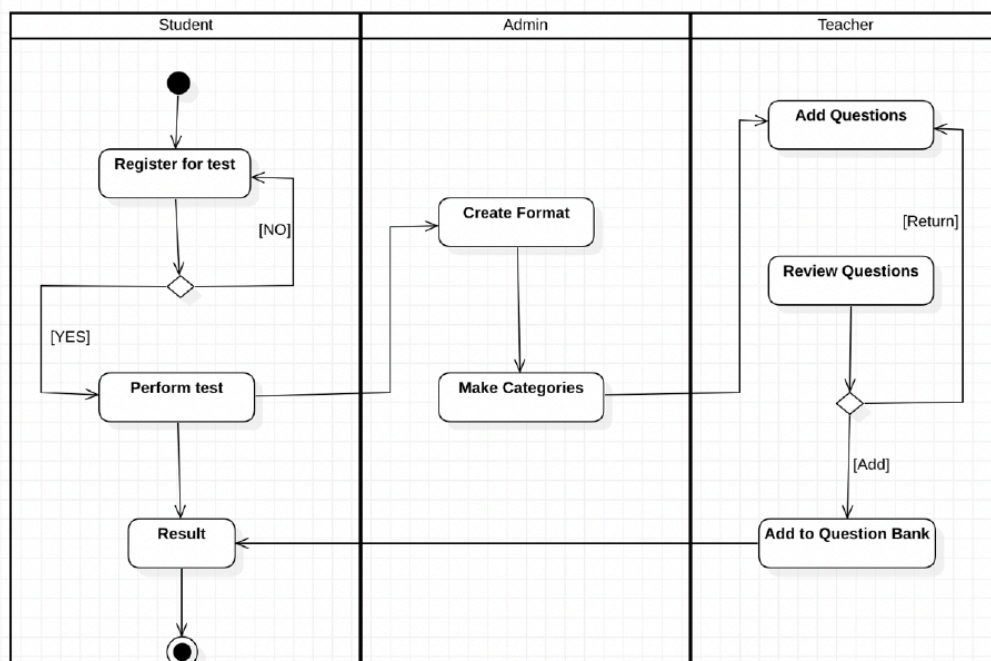 Student
Admin
Teacher
Add Questions
Register for test
Create Format
[NO]
[Return]
Review Questions
[YES]
Perform test
Make Categories
[Add]
Result
Add to Question Bank